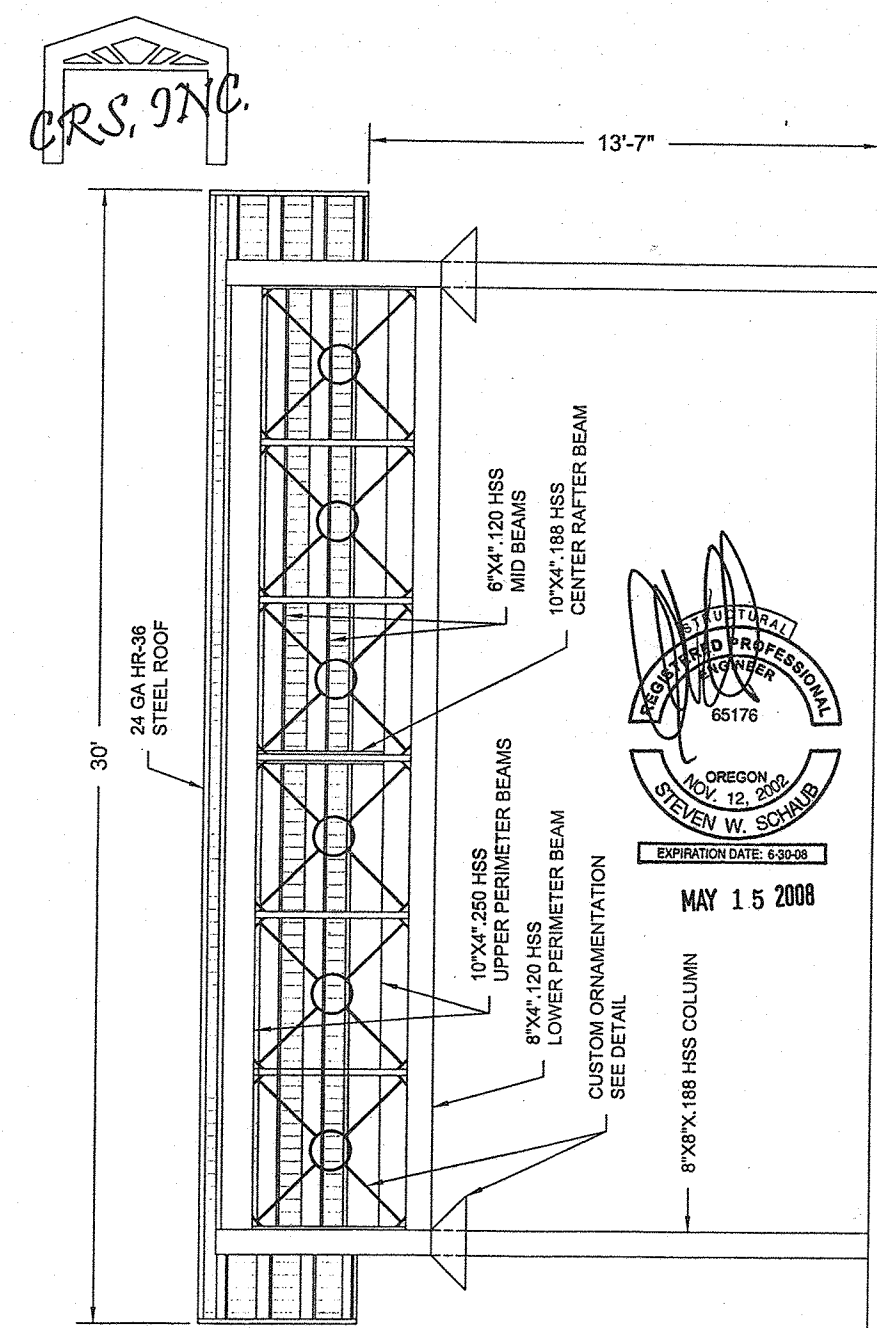 CRS, INC.
13'-7"
30'
24 GA HR-36
STEEL ROOF
6"X4".120 HSS
MID BEAMS
10"X4".188 HSS
CENTER RAFTER BEAM
10"X4".250 HSS
UPPER PERIMETER BEAMS
8"X4".120 HSS
LOWER PERIMETER BEAM
CUSTOM ORNAMENTATION
SEE DETAIL
8"X8"X.188 HSS COLUMN
STRUCTURAL
REGISTERED PROFESSIONAL
ENGINEER
65176
OREGON
NOV. 12, 2002
STEVEN W. SCHAUB
EXPIRATION DATE: 6-30-08
MAY 15 2008